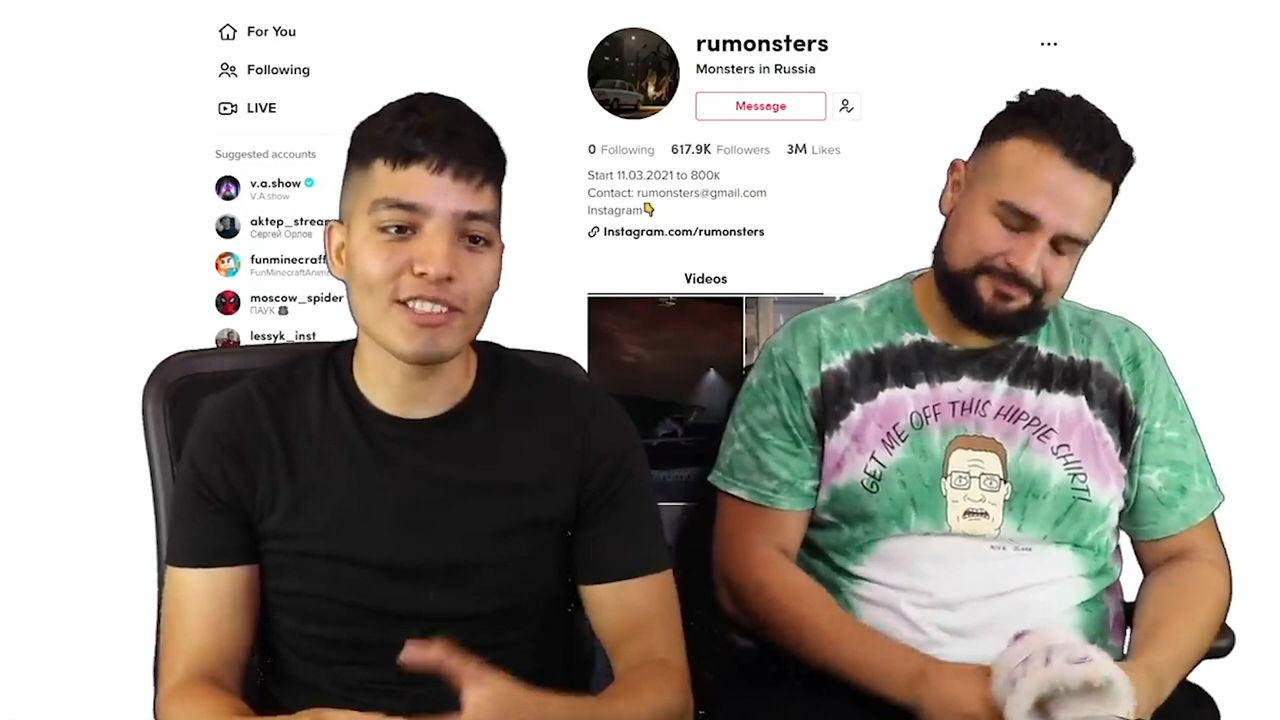 For You
Following
LIVE
Suggested accounts
v.a.show
V.A.show
aktep_strear
Сергей Орлов
funminecraft
FunMinecraftAnim
moscow_spider
ПАУК
lessyk_inst
rumonsters
Monsters in Russia
Message
0 Following 617.9K Followers 3M Likes
Start 11.03.2021 to 800к
Contact: rumonsters@gmail.com
Instagram
Instagram.com/rumonsters
Videos
GET ME OFF THIS HIPPIE SHIRT!